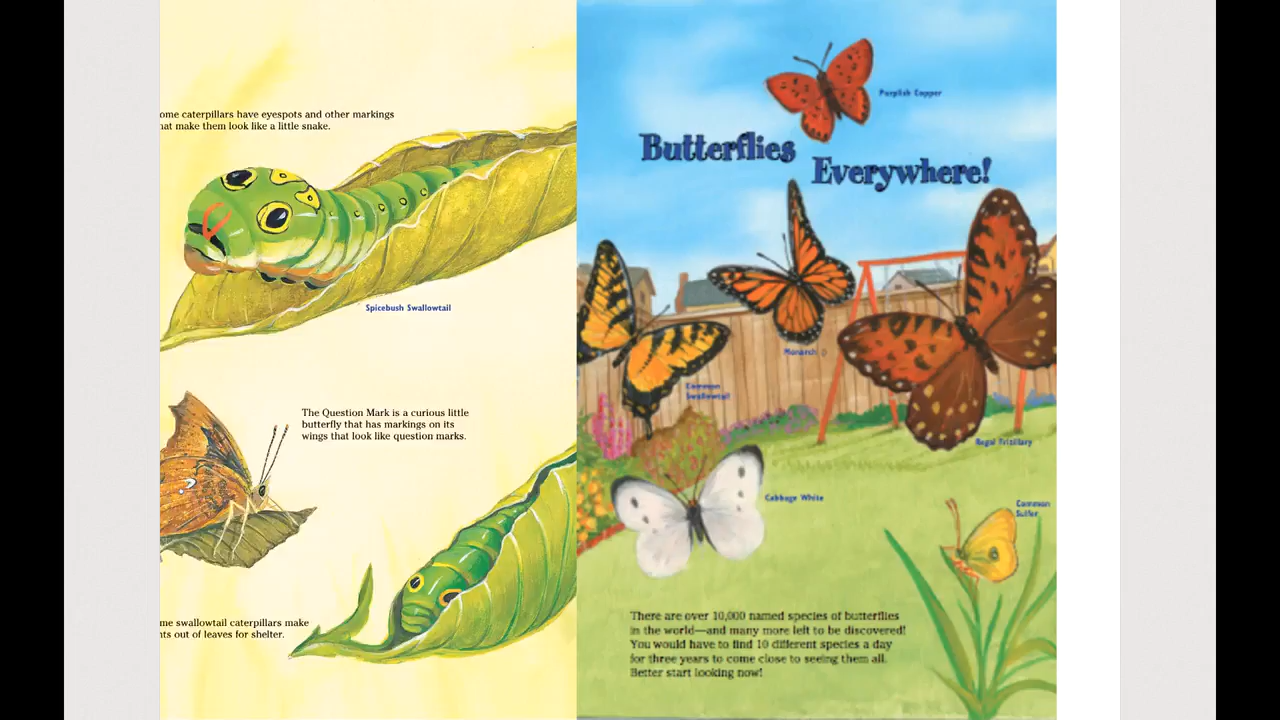 ome caterpillars have eyespots and other markings
hat make them look like a little snake.
Spicebush Swallowtail
The Question Mark is a curious little
butterfly that has markings on its
wings that look like question marks.
me swallowtail caterpillars make
nts out of leaves for shelter.
Purplish Copper
Butterflies
Everywhere!
Monarch
Common
Swallowtail
Regal Fritillary
Cabbage White
Common
Sulfer
There are over 10,000 named species of butterflies
in the world—and many more left to be discovered!
You would have to find 10 different species a day
for three years to come close to seeing them all.
Better start looking now!